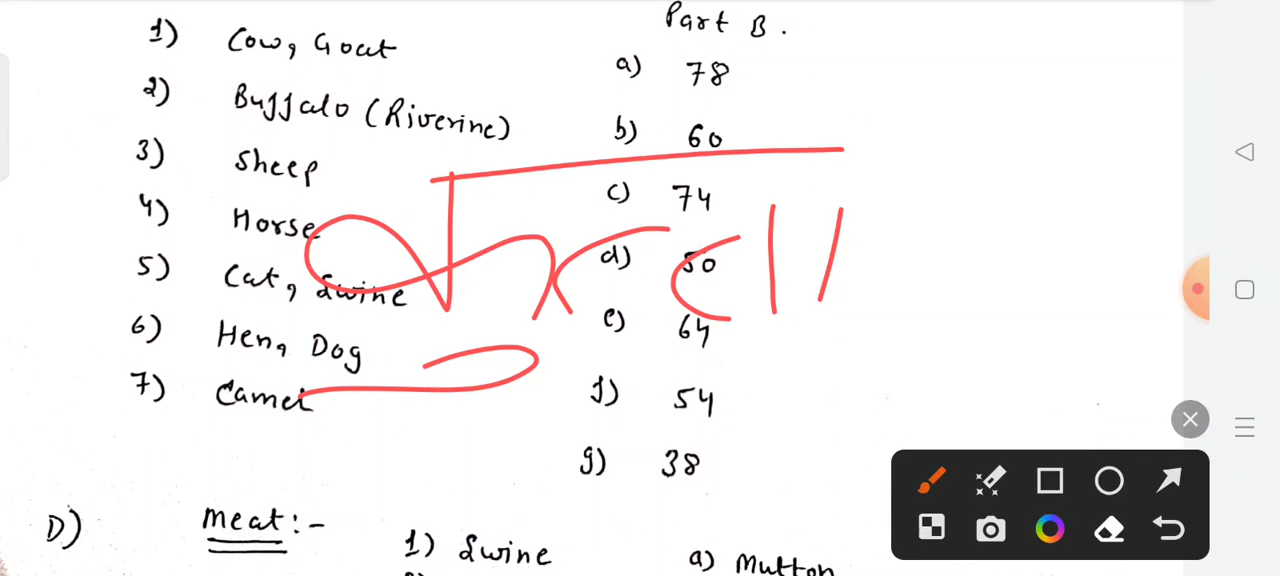 Part B.
1) Cow, Goat
a) 78
2) Buffalo (Riverine)
b) 60
3) Sheep
c) 74
4) Horse
d) 50
5) Cat, Swine
e) 64
6) Hen, Dog
f) 54
7) Camel
g) 38
D) Meat:-
1) Swine
a) Mutton